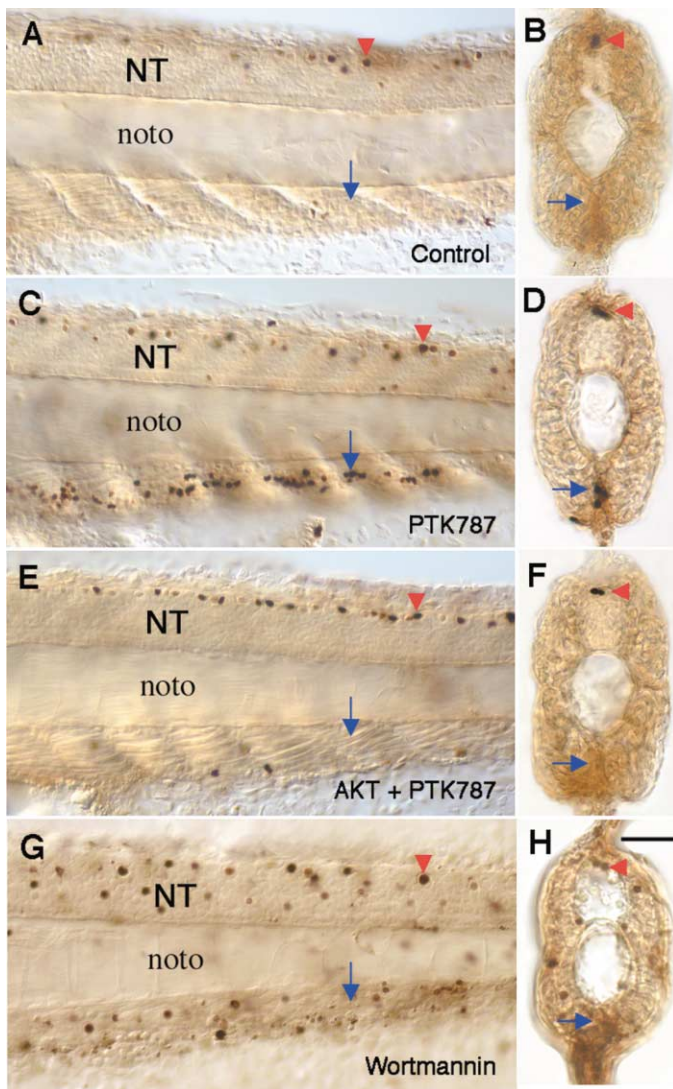 A
B
NT
noto
Control
C
D
NT
noto
PTK787
E
F
NT
noto
AKT + PTK787
G
H
NT
noto
Wortmannin